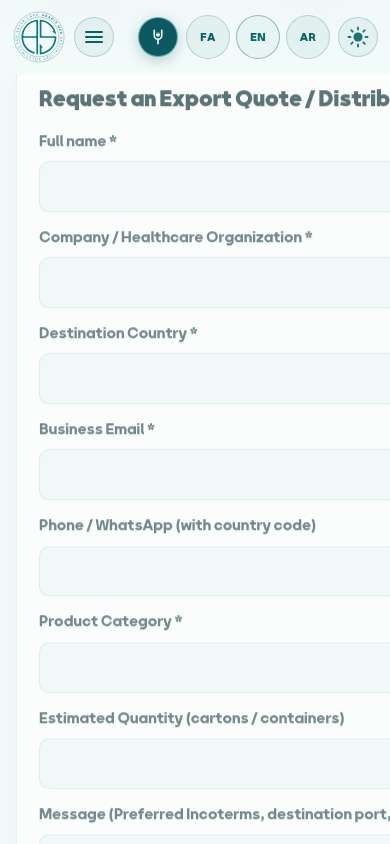 FA
EN
AR
Request an Export Quote / Distrib
Full name *
Company / Healthcare Organization *
Destination Country *
Business Email *
Phone / WhatsApp (with country code)
Product Category *
Estimated Quantity (cartons / containers)
Message (Preferred Incoterms, destination port,